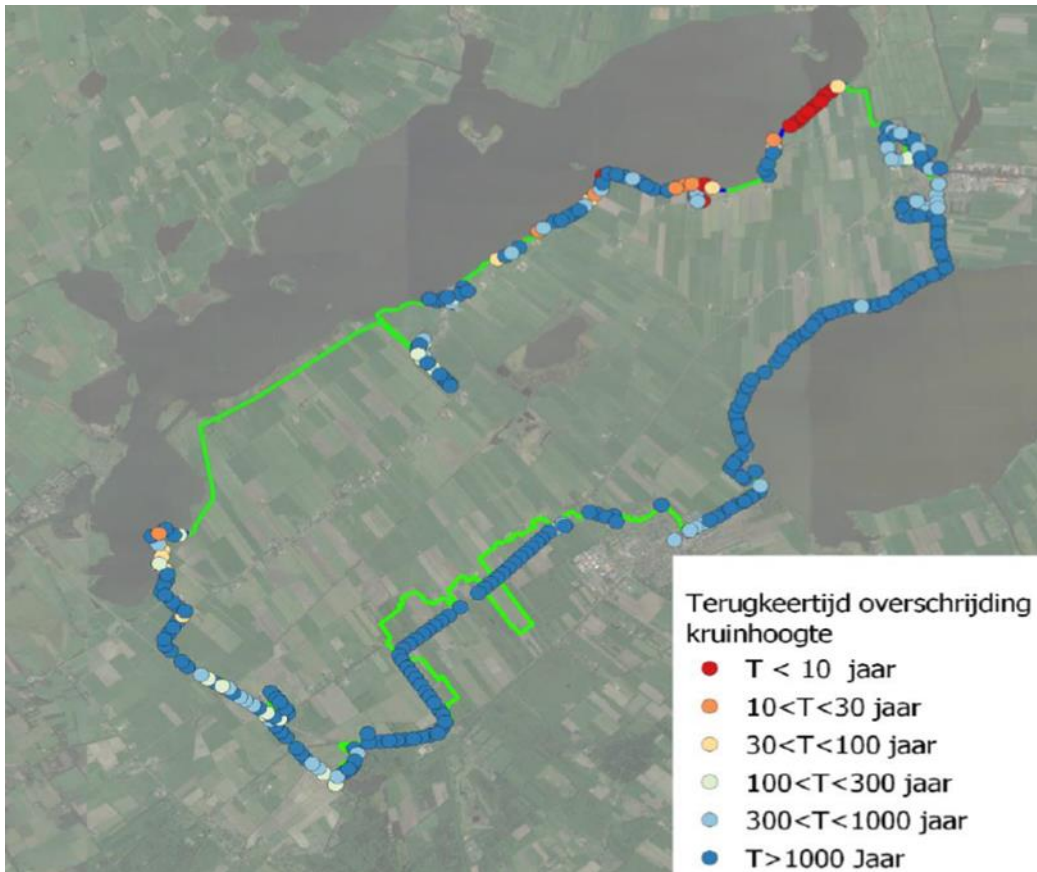 Terugkeertijd overschrijding
kruinhoogte
T < 10 jaar
10<T<30 jaar
30<T<100 jaar
100<T<300 jaar
300<T<1000 jaar
T>1000 Jaar